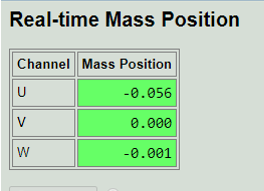 Real-time Mass Position
Channel Mass Position
U -0.056
V 0.000
W -0.001